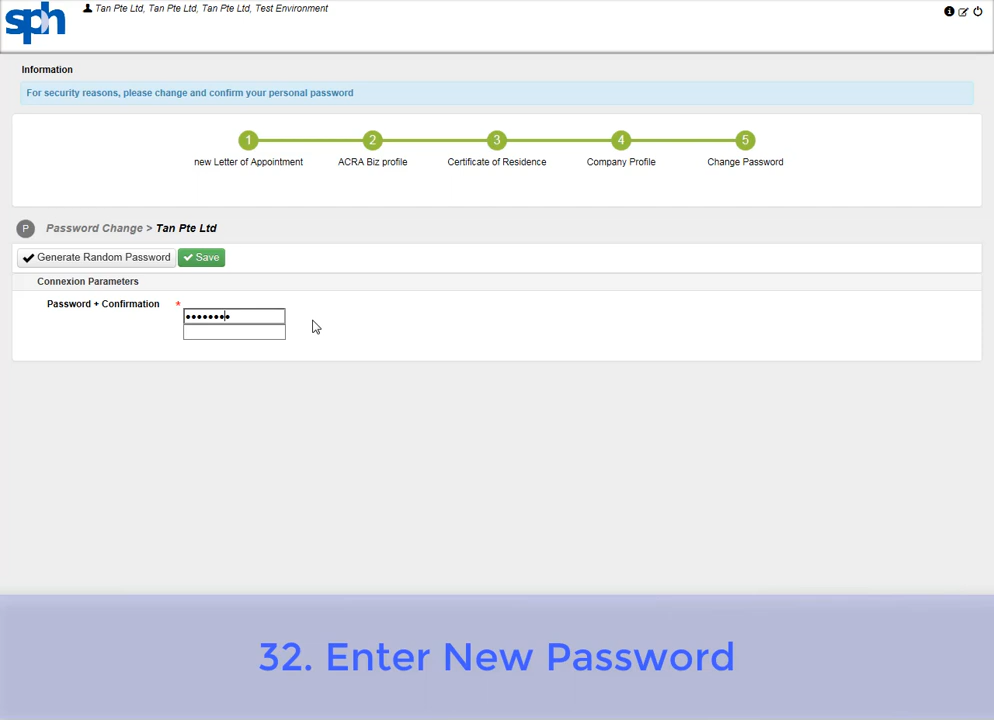 sph
Tan Pte Ltd, Tan Pte Ltd, Tan Pte Ltd, Test Environment
Information
For security reasons, please change and confirm your personal password
1 2 3 4 5
new Letter of Appointment ACRA Biz profile Certificate of Residence Company Profile Change Password
P Password Change > Tan Pte Ltd
Generate Random Password Save
Connexion Parameters
Password + Confirmation *
••••••••
32. Enter New Password